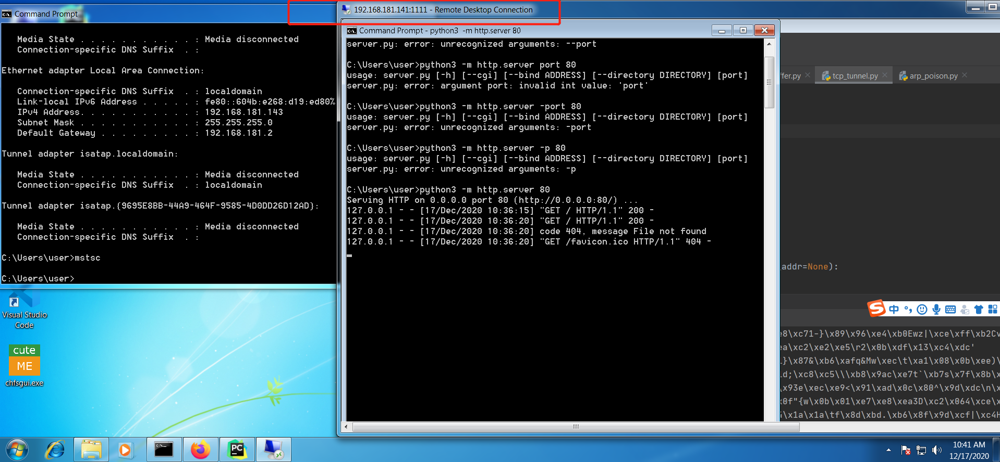 Command Prompt
Media State . . . . . . . . . . . : Media disconnected
Connection-specific DNS Suffix  . :
Ethernet adapter Local Area Connection:
Connection-specific DNS Suffix  . : localdomain
Link-local IPv6 Address . . . . . : fe80::604b:e268:d19:ed80%
IPv4 Address. . . . . . . . . . . : 192.168.181.143
Subnet Mask . . . . . . . . . . . : 255.255.255.0
Default Gateway . . . . . . . . . : 192.168.181.2
Tunnel adapter isatap.localdomain:
Media State . . . . . . . . . . . : Media disconnected
Connection-specific DNS Suffix  . : localdomain
Tunnel adapter isatap.{9695E8BB-44A9-464F-9585-4D0DD26D12AD}:
Media State . . . . . . . . . . . : Media disconnected
Connection-specific DNS Suffix  . :
C:\Users\user>mstsc
C:\Users\user>
192.168.181.141:1111 - Remote Desktop Connection
Command Prompt - python3  -m http.server 80
server.py: error: unrecognized arguments: --port
C:\Users\user>python3 -m http.server port 80
usage: server.py [-h] [--cgi] [--bind ADDRESS] [--directory DIRECTORY] [port]
server.py: error: argument port: invalid int value: 'port'
C:\Users\user>python3 -m http.server -port 80
usage: server.py [-h] [--cgi] [--bind ADDRESS] [--directory DIRECTORY] [port]
server.py: error: unrecognized arguments: -port
C:\Users\user>python3 -m http.server -p 80
usage: server.py [-h] [--cgi] [--bind ADDRESS] [--directory DIRECTORY] [port]
server.py: error: unrecognized arguments: -p
C:\Users\user>python3 -m http.server 80
Serving HTTP on 0.0.0.0 port 80 (http://0.0.0.0:80/) ...
127.0.0.1 - - [17/Dec/2020 10:36:15] "GET / HTTP/1.1" 200 -
127.0.0.1 - - [17/Dec/2020 10:36:20] "GET / HTTP/1.1" 200 -
127.0.0.1 - - [17/Dec/2020 10:36:20] code 404, message File not found
127.0.0.1 - - [17/Dec/2020 10:36:20] "GET /favicon.ico HTTP/1.1" 404 -
ffer.py tcp_tunnel.py arp_poison.py
addr=None):
S 中
e8\xc71-}\x89\x96\xe4\xb0Ewz|\xce\xff\xb2Cv
ea\xc2\xe2\xe5\r2\x0b\xdf\x13\xc4\xdc'
}\x87&\xb6\xafq&Mw\xec\t\xa1\x08\x0b\xee)\
d;\xc8\xc5\\\xb8\x9ac\xe7t`\xb7s\x7f\x8b\x
\x93e\xec\xe9<\x91\xad\x0c\x80^\x9d\xdc\n\x
x0f"{w\x0b\x01\xe7\xe8\xea3D\xc2\x064\xce\x
\x1a\x1a\tf\x8d\xbd.\xb6\x8f\x9d\xcf|\xc4H
Visual Studio
Code
cute
ME
chfsgui.exe
C:\_
PC
10:41 AM
12/17/2020